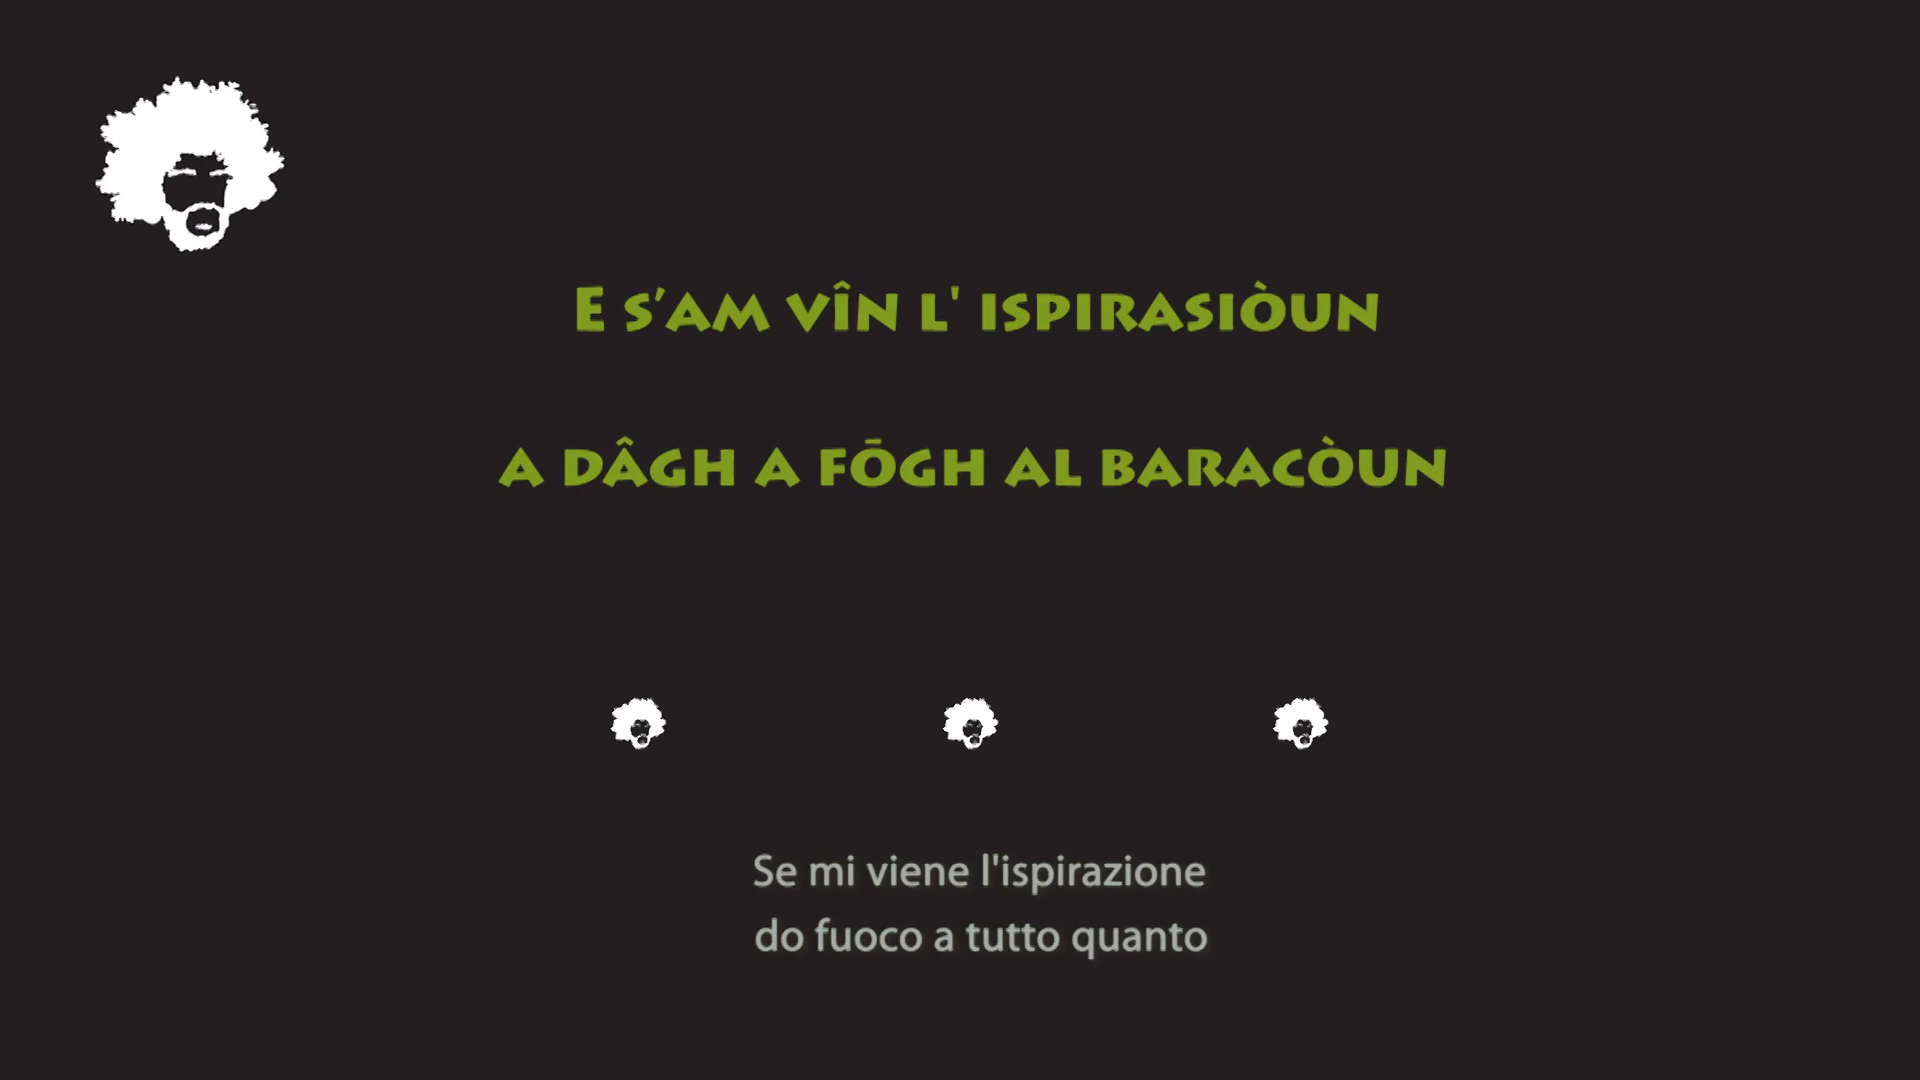 E s’am vîn l' ispirasiòun
a dâgh a fōgh al baracòun
Se mi viene l'ispirazione
do fuoco a tutto quanto